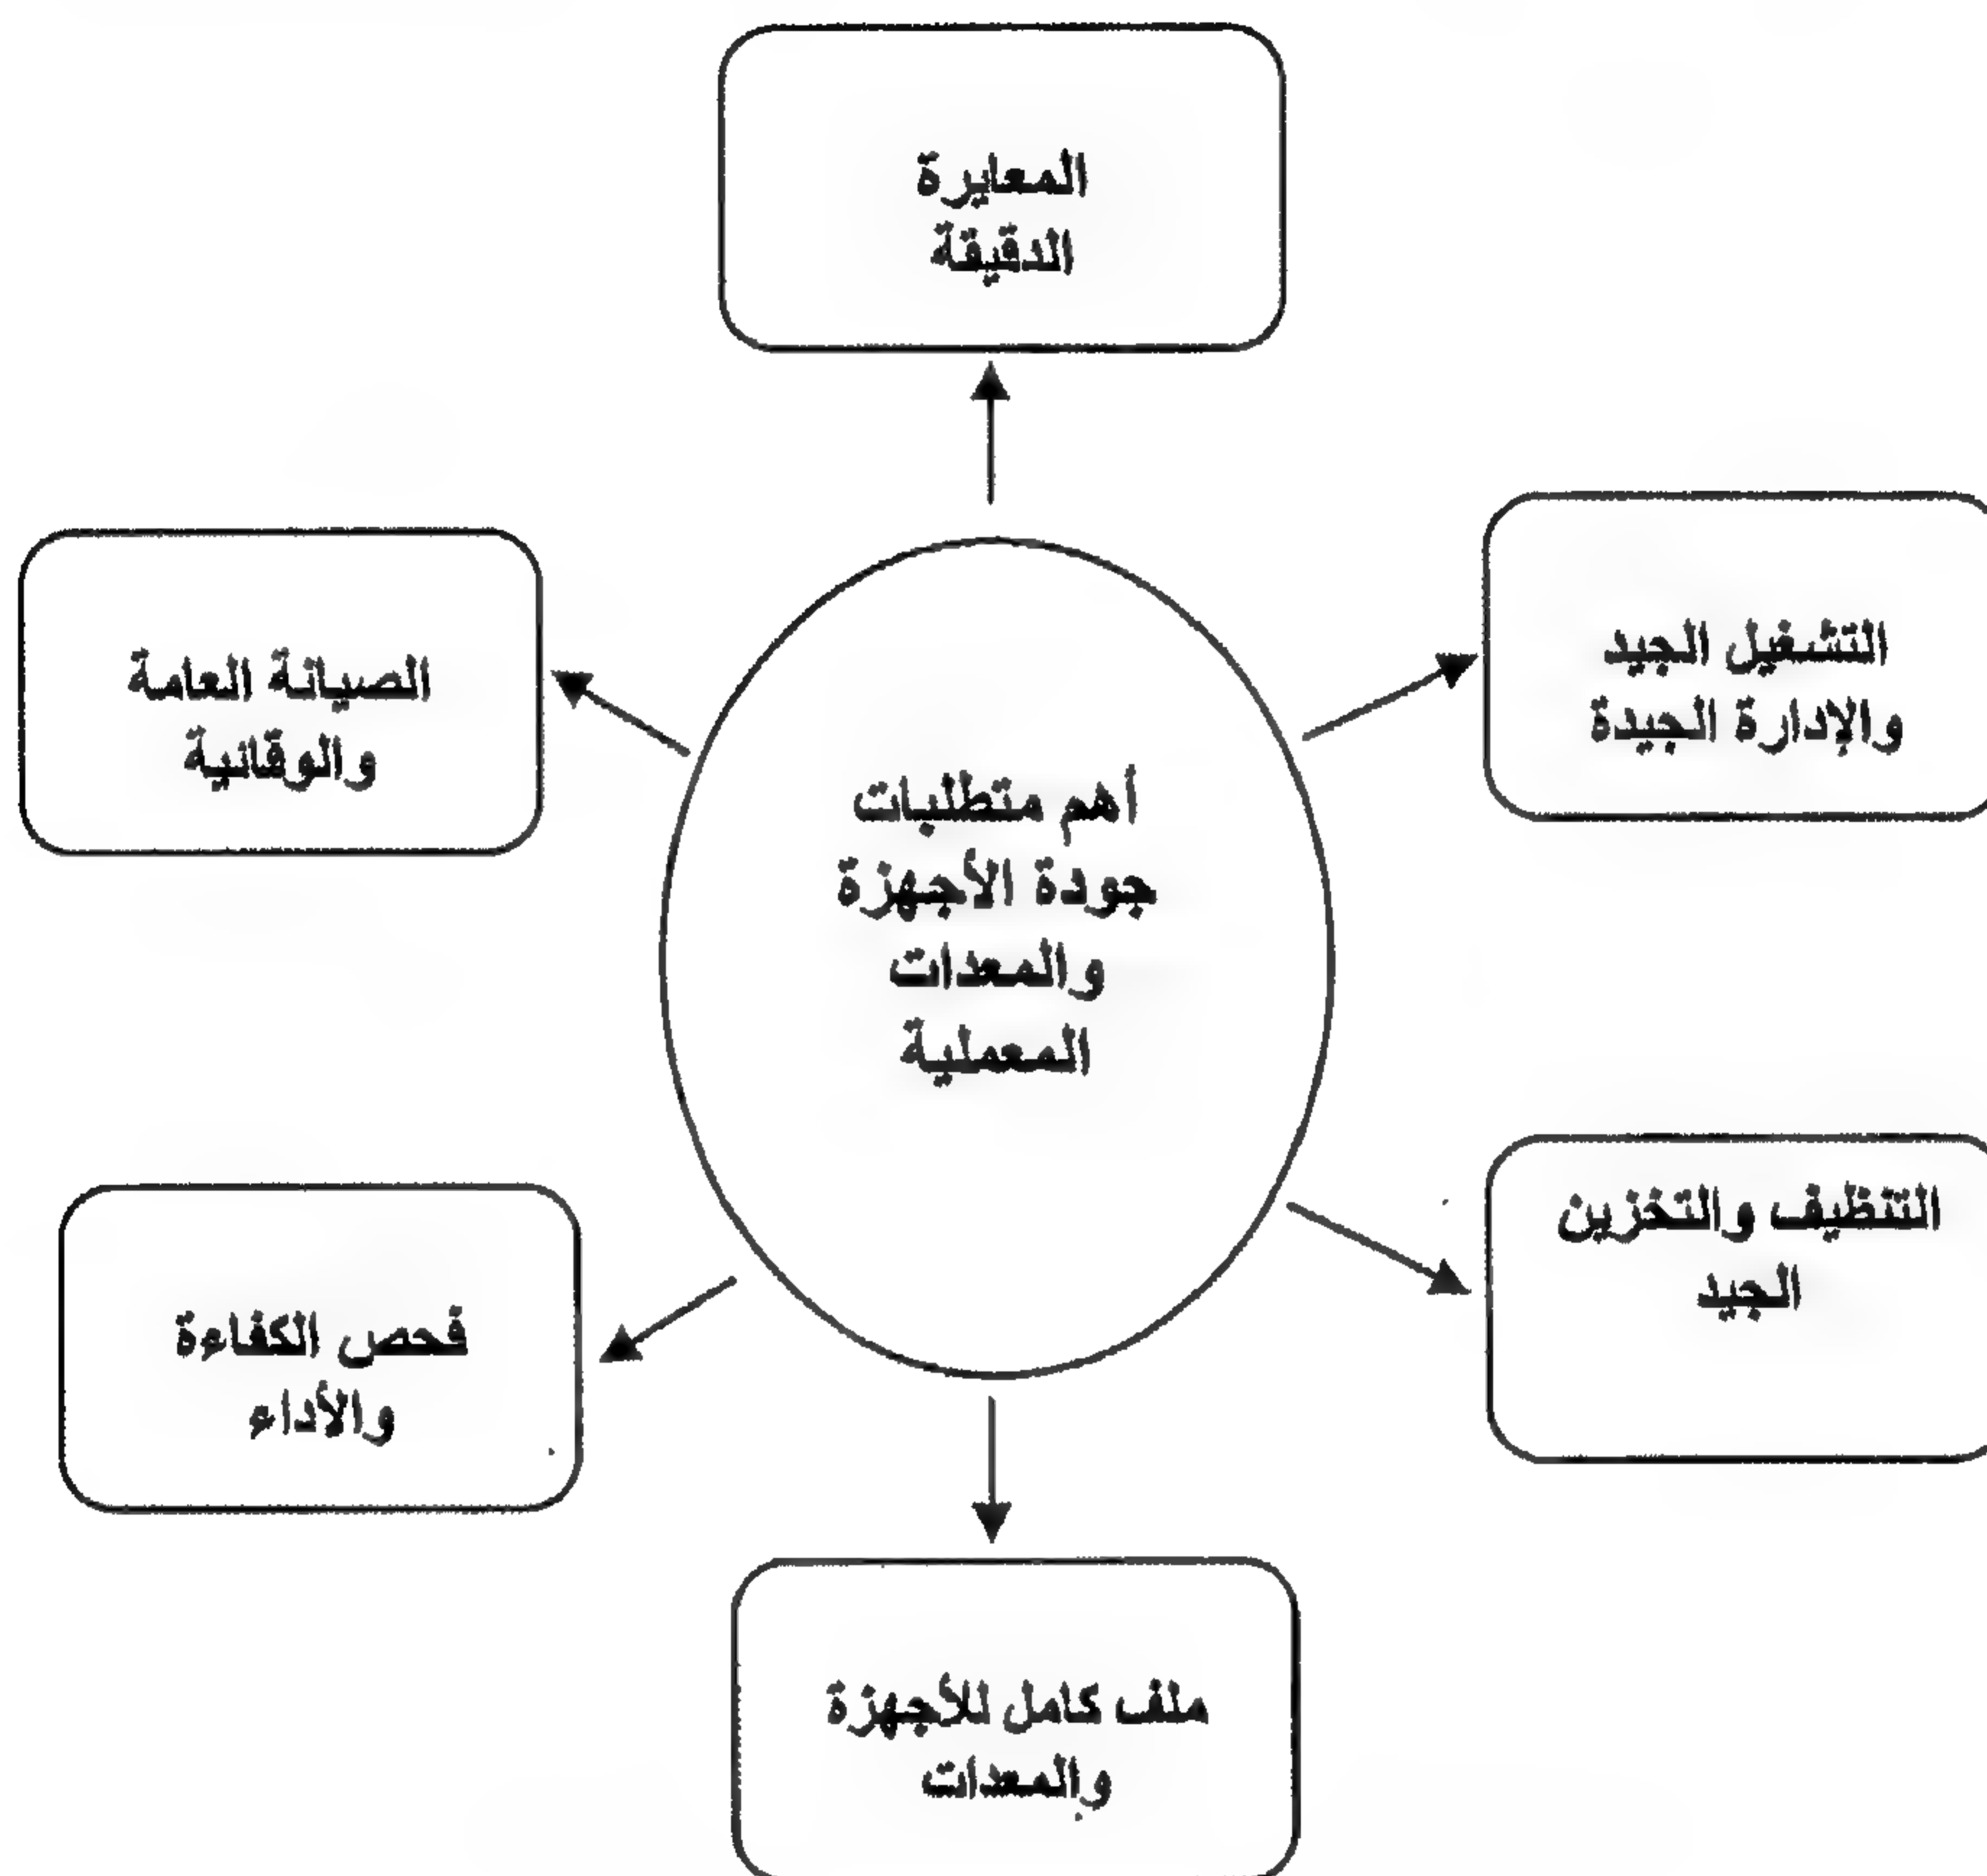 المعايرة
الدقيقة
التشغيل الجيد
والإدارة الجيدة
الصيانة العامة
والوقائية
أهم متطلبات
جودة الأجهزة
والمعدات
المعملية
التنظيف والتخزين
الجيد
فحص الكفاءة
والأداء
ملف كامل للأجهزة
والمعدات